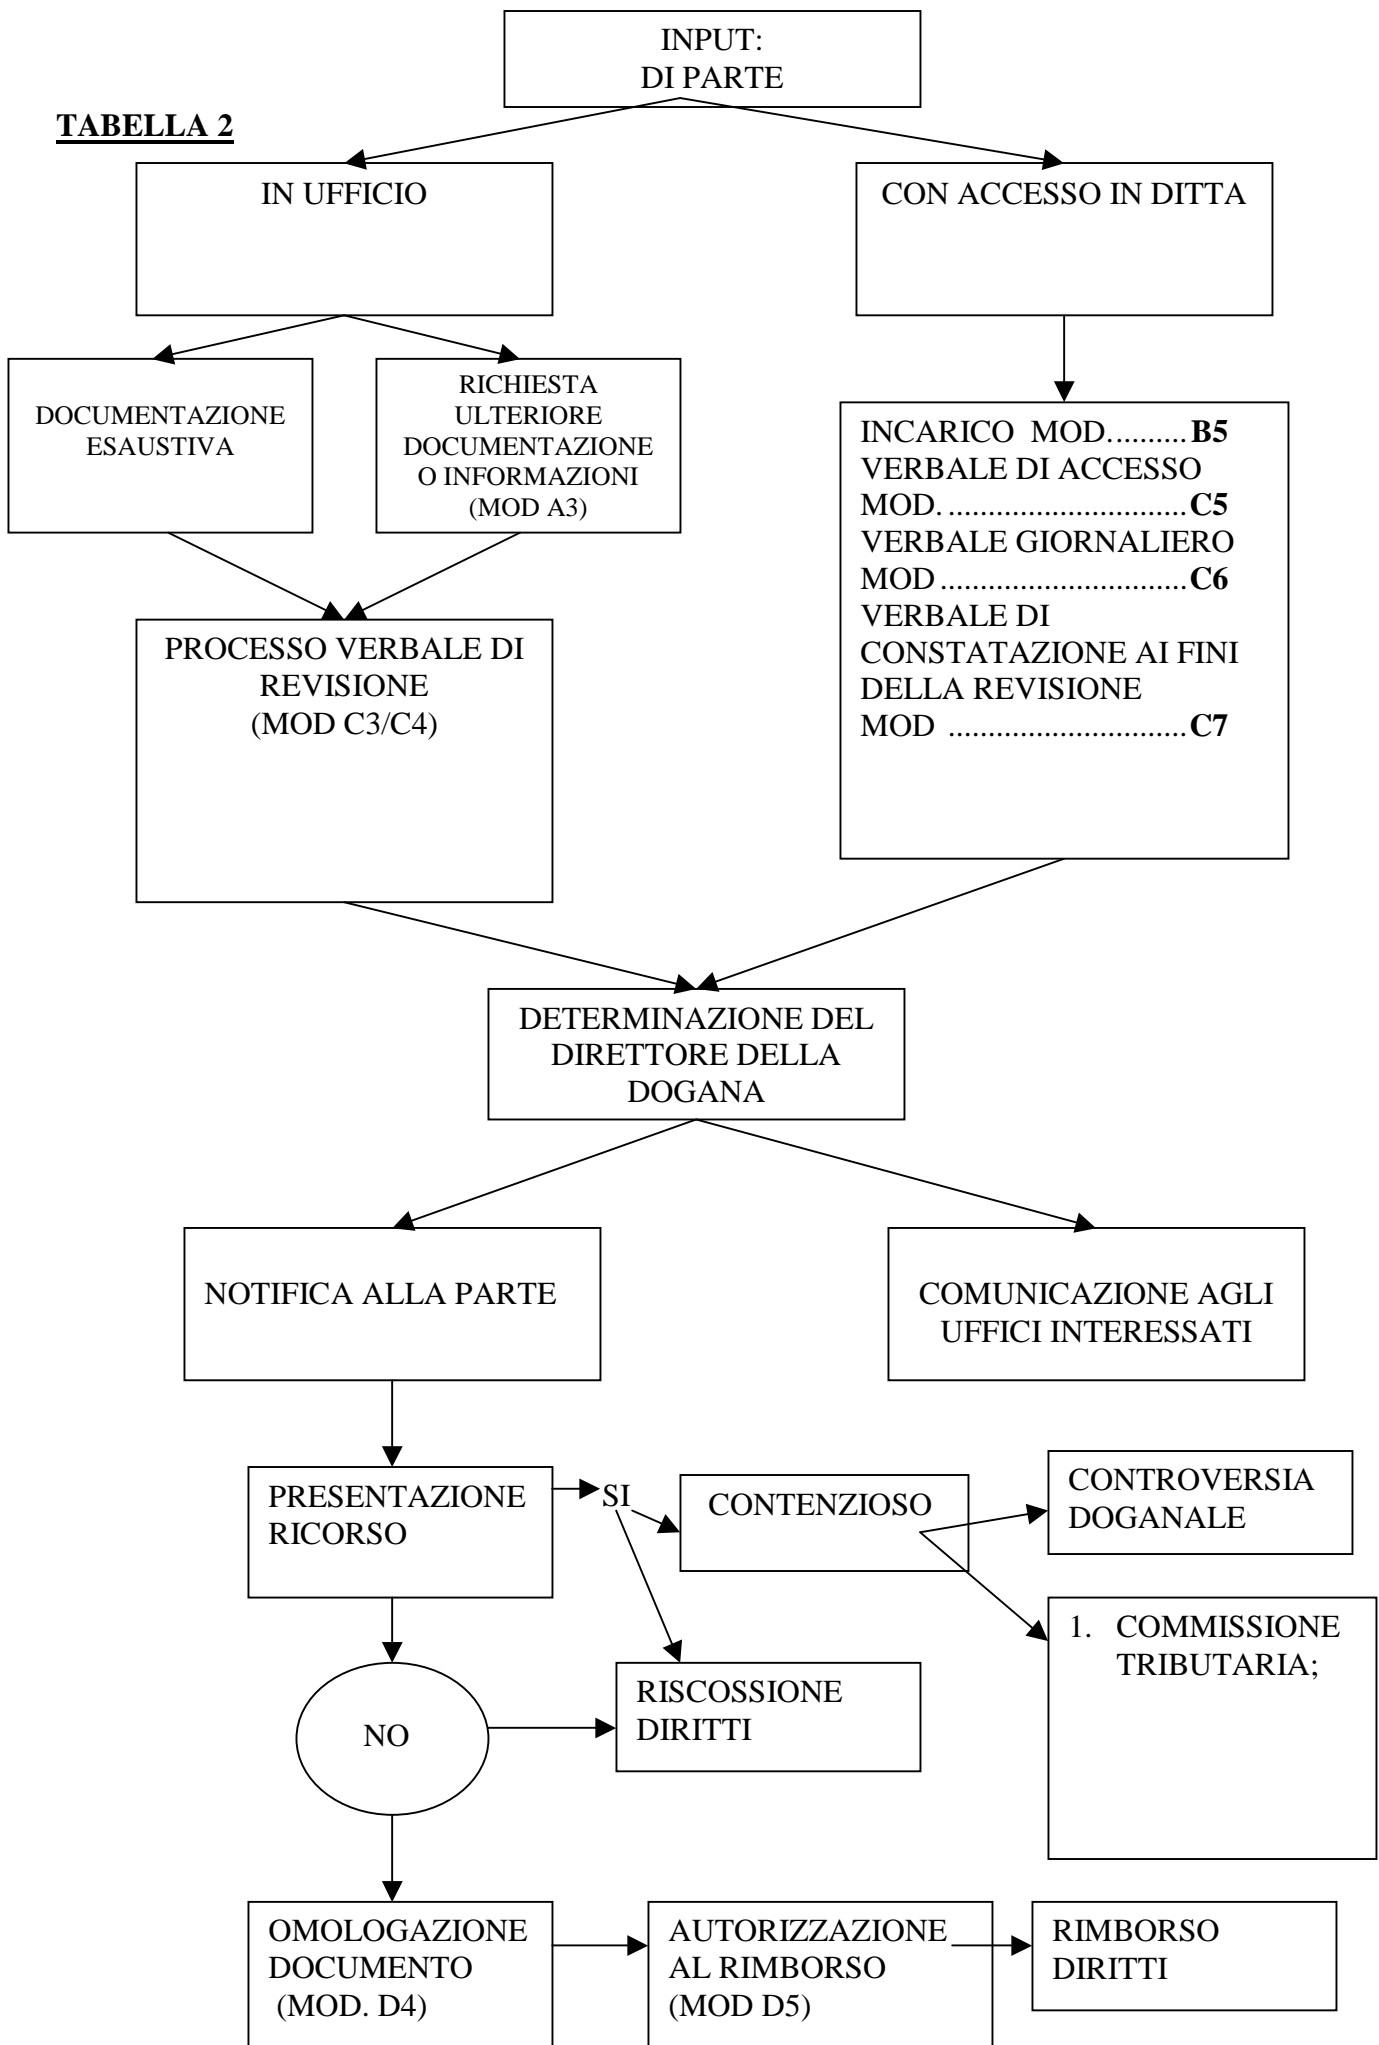 INPUT:
DI PARTE
TABELLA 2
IN UFFICIO
CON ACCESSO IN DITTA
DOCUMENTAZIONE
ESAUSTIVA
RICHIESTA
ULTERIORE
DOCUMENTAZIONE
O INFORMAZIONI
(MOD A3)
INCARICO  MOD..........B5
VERBALE DI ACCESSO
MOD. ..............................C5
VERBALE GIORNALIERO
MOD ...............................C6
VERBALE DI
CONSTATAZIONE AI FINI
DELLA REVISIONE
MOD  ..............................C7
PROCESSO VERBALE DI
REVISIONE
(MOD C3/C4)
DETERMINAZIONE DEL
DIRETTORE DELLA
DOGANA
NOTIFICA ALLA PARTE
COMUNICAZIONE AGLI
UFFICI INTERESSATI
PRESENTAZIONE
RICORSO
SI
CONTENZIOSO
CONTROVERSIA
DOGANALE
1. COMMISSIONE
TRIBUTARIA;
RISCOSSIONE
DIRITTI
NO
OMOLOGAZIONE
DOCUMENTO
(MOD. D4)
AUTORIZZAZIONE
AL RIMBORSO
(MOD D5)
RIMBORSO
DIRITTI